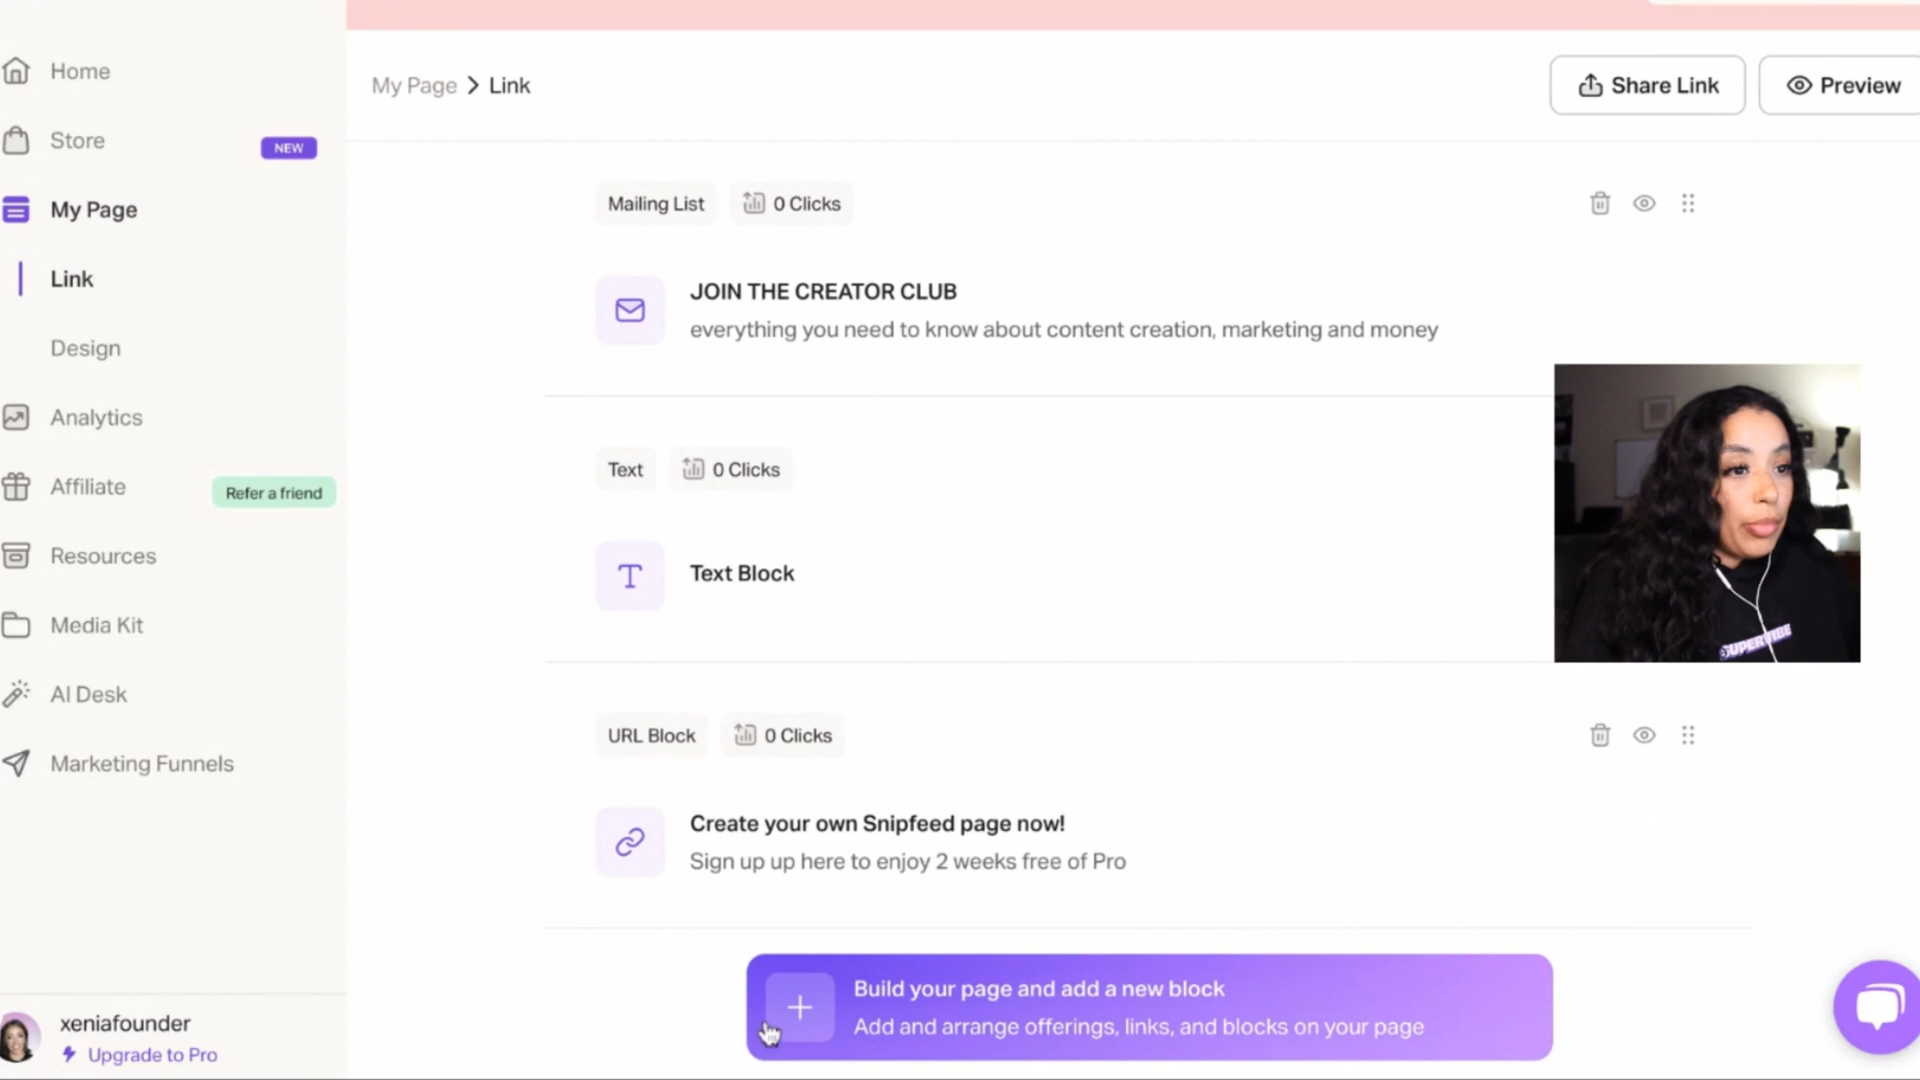 Home
Store
NEW
My Page
Link
Design
Analytics
Affiliate
Refer a friend
Resources
Media Kit
AI Desk
Marketing Funnels
xeniafounder
Upgrade to Pro
My Page > Link
Share Link
Preview
Mailing List
0 Clicks
JOIN THE CREATOR CLUB
everything you need to know about content creation, marketing and money
Text
0 Clicks
T
Text Block
SUPERVIBE
URL Block
0 Clicks
Create your own Snipfeed page now!
Sign up up here to enjoy 2 weeks free of Pro
Build your page and add a new block
Add and arrange offerings, links, and blocks on your page